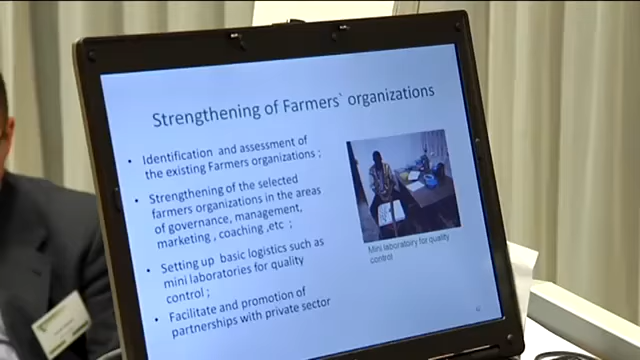 Strengthening of Farmers` organizations
• Identification and assessment of
the existing Farmers organizations ;
• Strengthening of the selected
farmers organizations in the areas
of governance, management,
marketing , coaching ,etc ;
• Setting up basic logistics such as
mini laboratories for quality
control ;
• Facilitate and promotion of
partnerships with private sector
Mini laboratoiry for quality
control